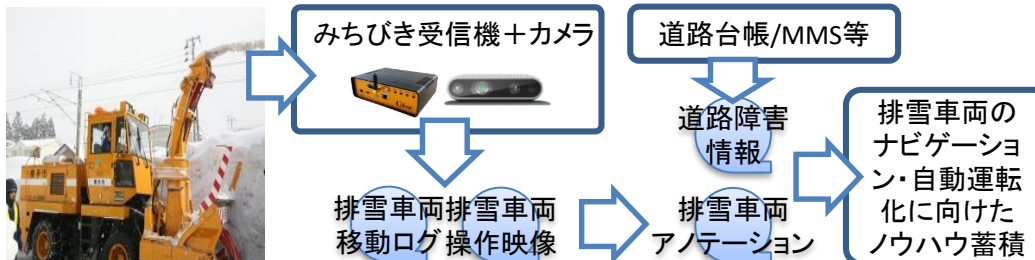 みちびき受信機+カメラ
道路台帳/MMS等
道路障害
情報
排雪車両
移動ログ
排雪車両
操作映像
排雪車両
アノテーション
排雪車両の
ナビゲーショ
ン・自動運転
化に向けた
ノウハウ蓄積